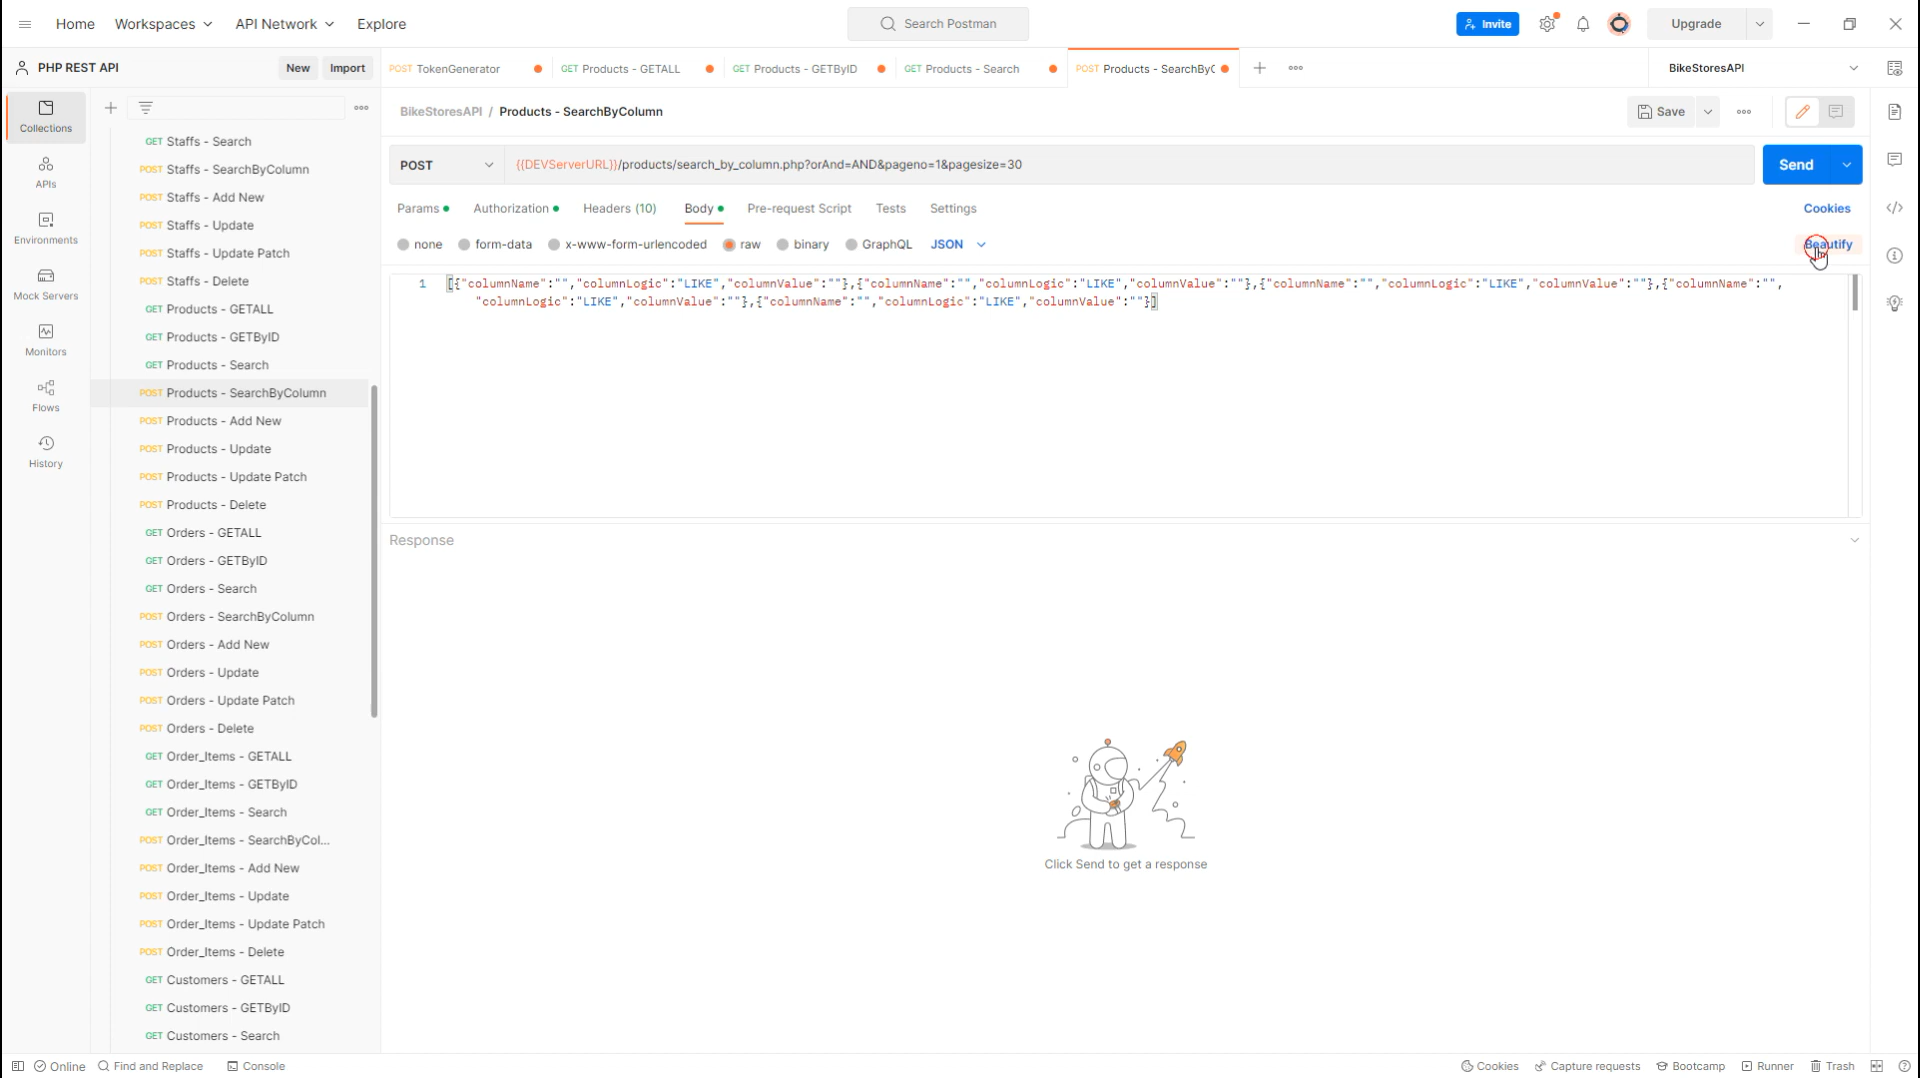 Home Workspaces API Network Explore Search Postman Invite Upgrade
PHP REST API New Import POST TokenGenerator GET Products - GETALL GET Products - GETByID GET Products - Search POST Products - SearchByC BikeStoresAPI
Collections
APIs
Environments
Mock Servers
Monitors
Flows
History
GET Staffs - Search
POST Staffs - SearchByColumn
POST Staffs - Add New
POST Staffs - Update
POST Staffs - Update Patch
POST Staffs - Delete
GET Products - GETALL
GET Products - GETByID
GET Products - Search
POST Products - SearchByColumn
POST Products - Add New
POST Products - Update
POST Products - Update Patch
POST Products - Delete
GET Orders - GETALL
GET Orders - GETByID
GET Orders - Search
POST Orders - SearchByColumn
POST Orders - Add New
POST Orders - Update
POST Orders - Update Patch
POST Orders - Delete
GET Order_Items - GETALL
GET Order_Items - GETByID
GET Order_Items - Search
POST Order_Items - SearchByCol...
POST Order_Items - Add New
POST Order_Items - Update
POST Order_Items - Update Patch
POST Order_Items - Delete
GET Customers - GETALL
GET Customers - GETByID
GET Customers - Search
BikeStoresAPI / Products - SearchByColumn Save
POST {{DEVServerURL}}/products/search_by_column.php?orAnd=AND&pageno=1&pagesize=30 Send
Params Authorization Headers (10) Body Pre-request Script Tests Settings Cookies
none form-data x-www-form-urlencoded raw binary GraphQL JSON Beautify
1 [{"columnName":"","columnLogic":"LIKE","columnValue":""},{"columnName":"","columnLogic":"LIKE","columnValue":""},{"columnName":"","columnLogic":"LIKE","columnValue":""},{"columnName":"",
"columnLogic":"LIKE","columnValue":""},{"columnName":"","columnLogic":"LIKE","columnValue":""}]
Response
Click Send to get a response
Online Find and Replace Console Cookies Capture requests Bootcamp Runner Trash